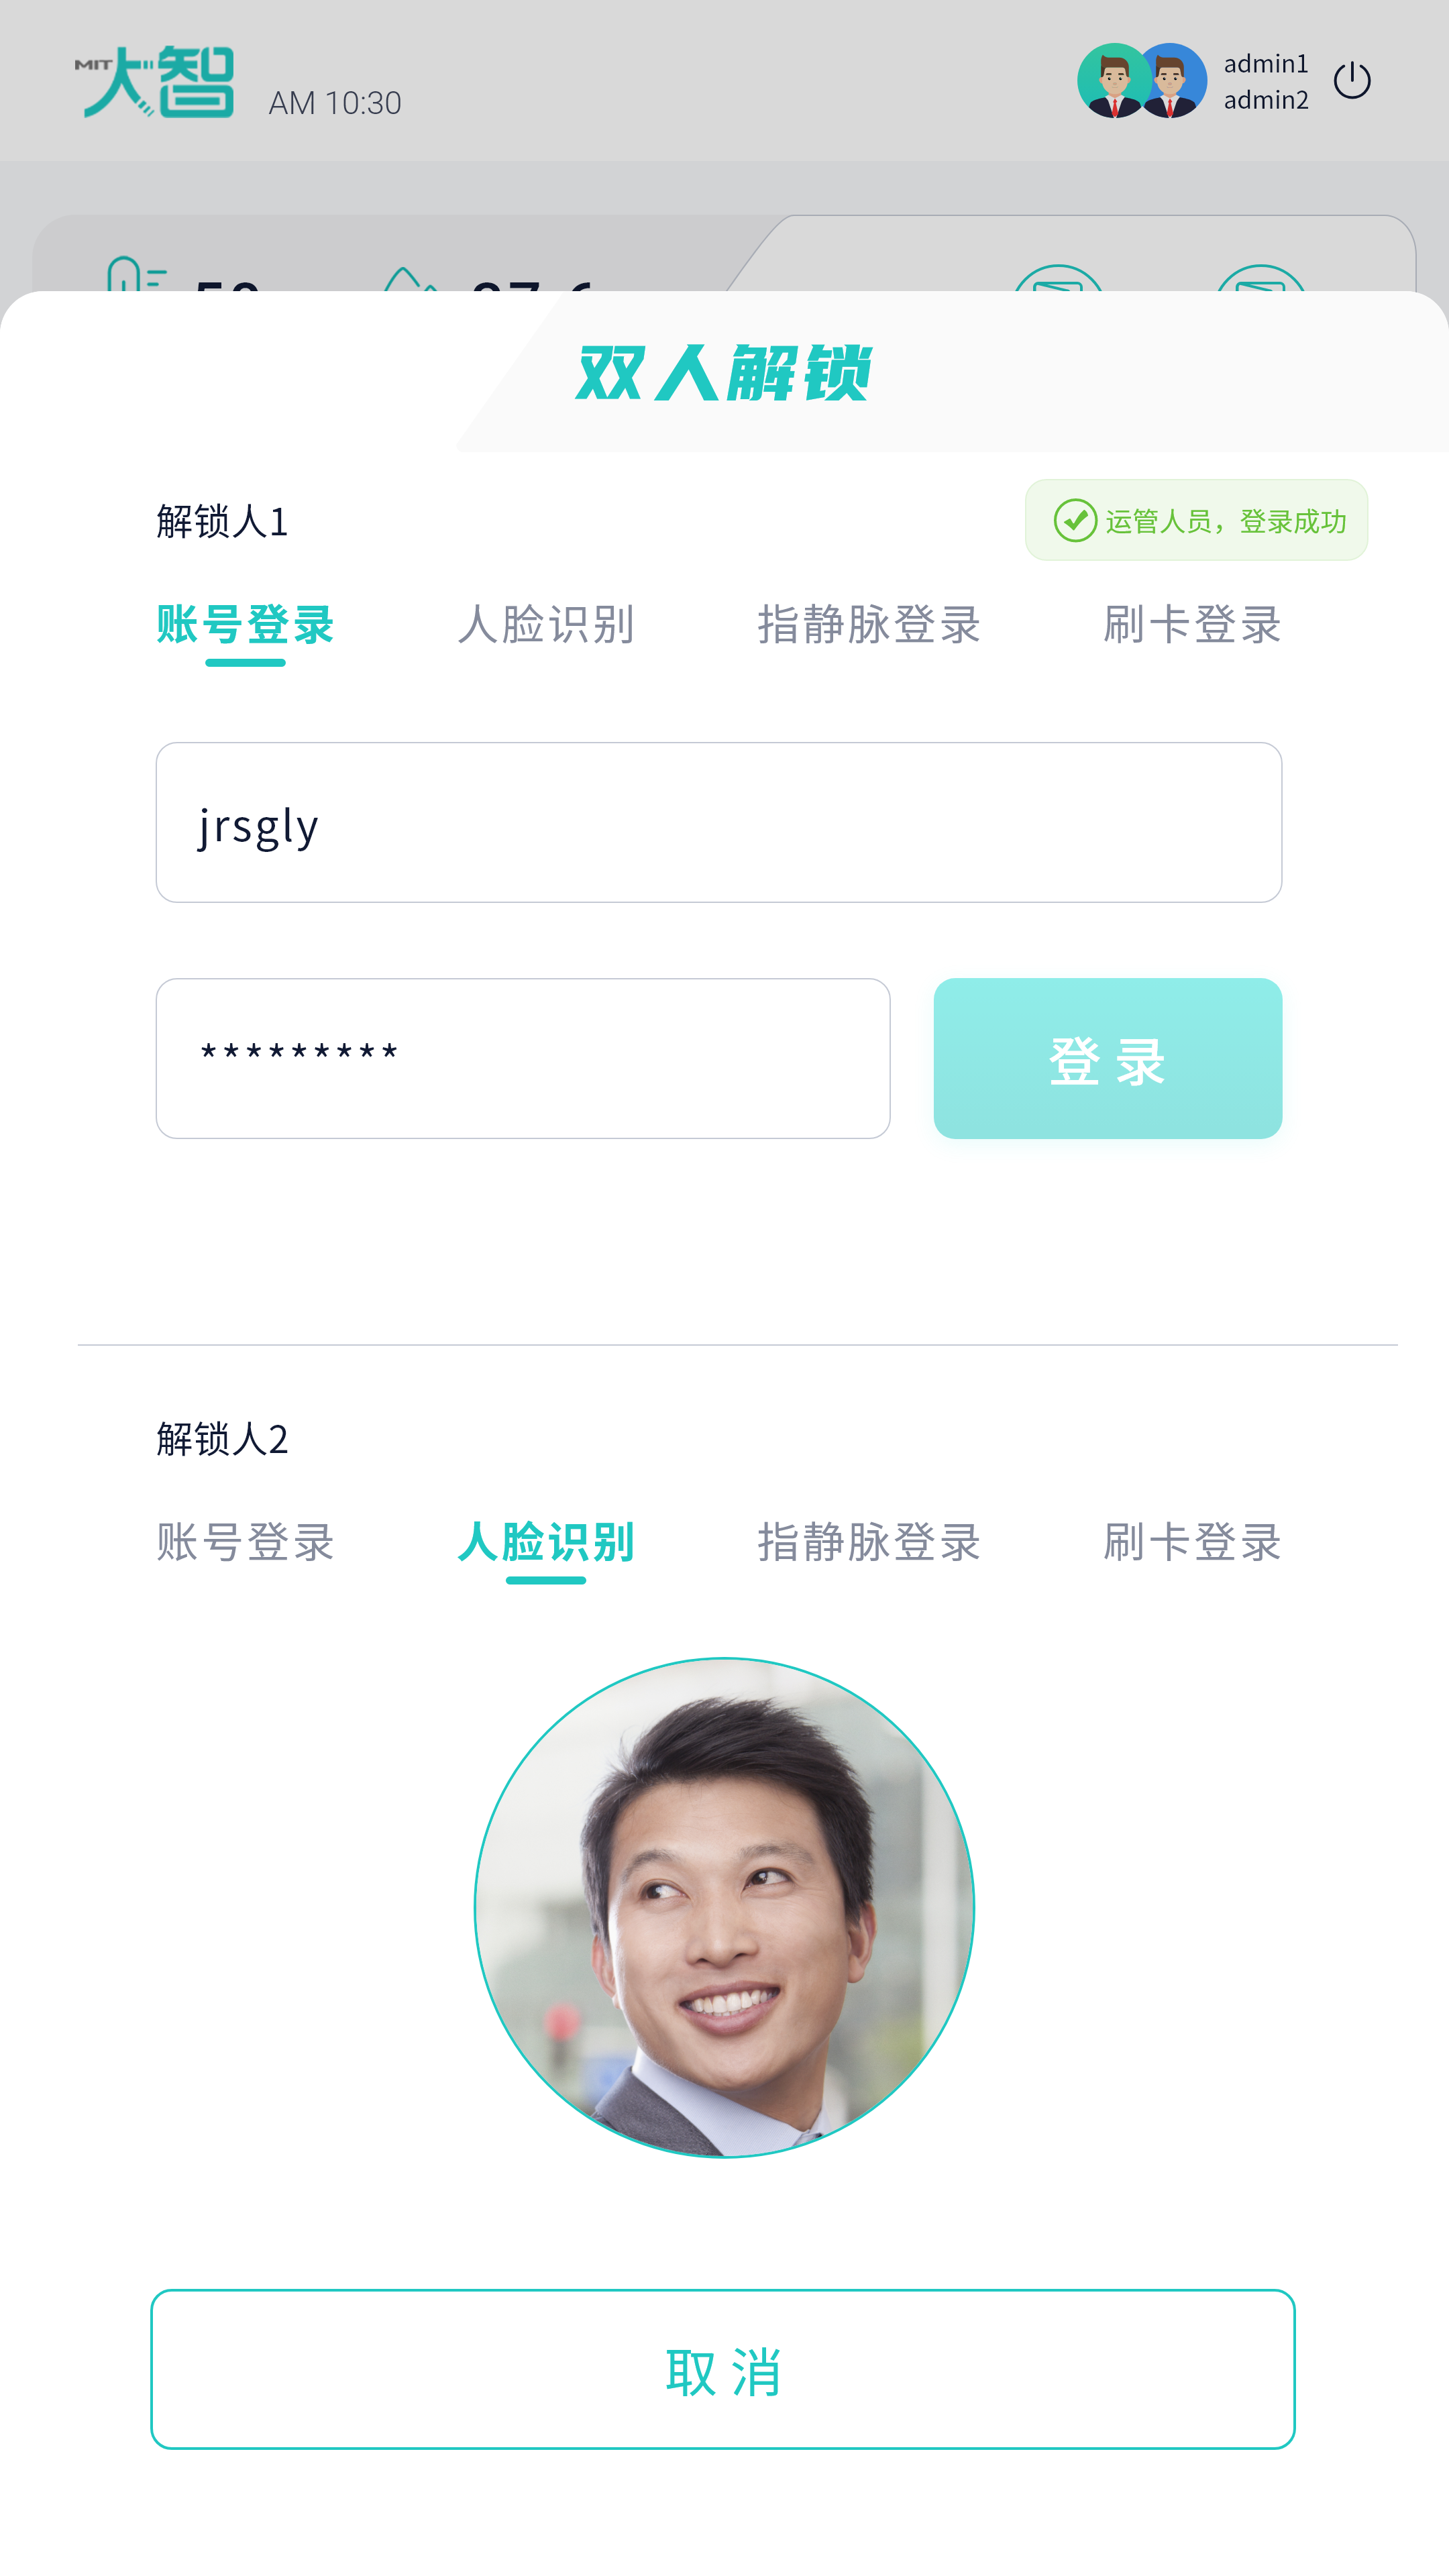 MIT大智
AM 10:30
admin1
admin2
双人解锁
解锁人1
运管人员，登录成功
账号登录 人脸识别 指静脉登录 刷卡登录
jrsgly
*********
登录
解锁人2
账号登录 人脸识别 指静脉登录 刷卡登录
取消